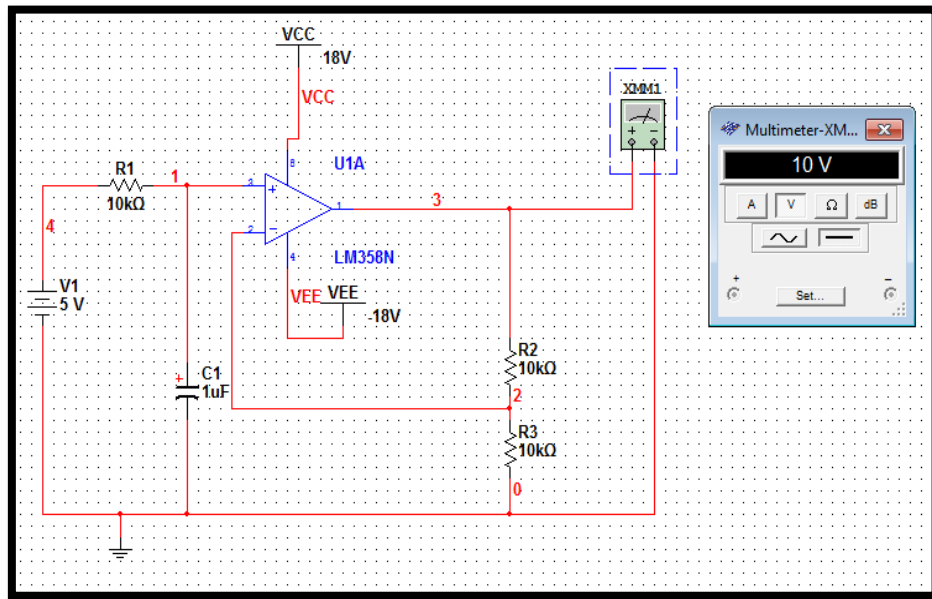 VCC
18V
VCC
XMM1
Multimeter-XM...
10 V
A V Ω dB
+ −
Set...
8
U1A
R1
10kΩ
1
3
+
1
3
2
−
4
LM358N
4
V1
5 V
VEE
VEE
-18V
R2
10kΩ
+
C1
1uF
2
R3
10kΩ
0